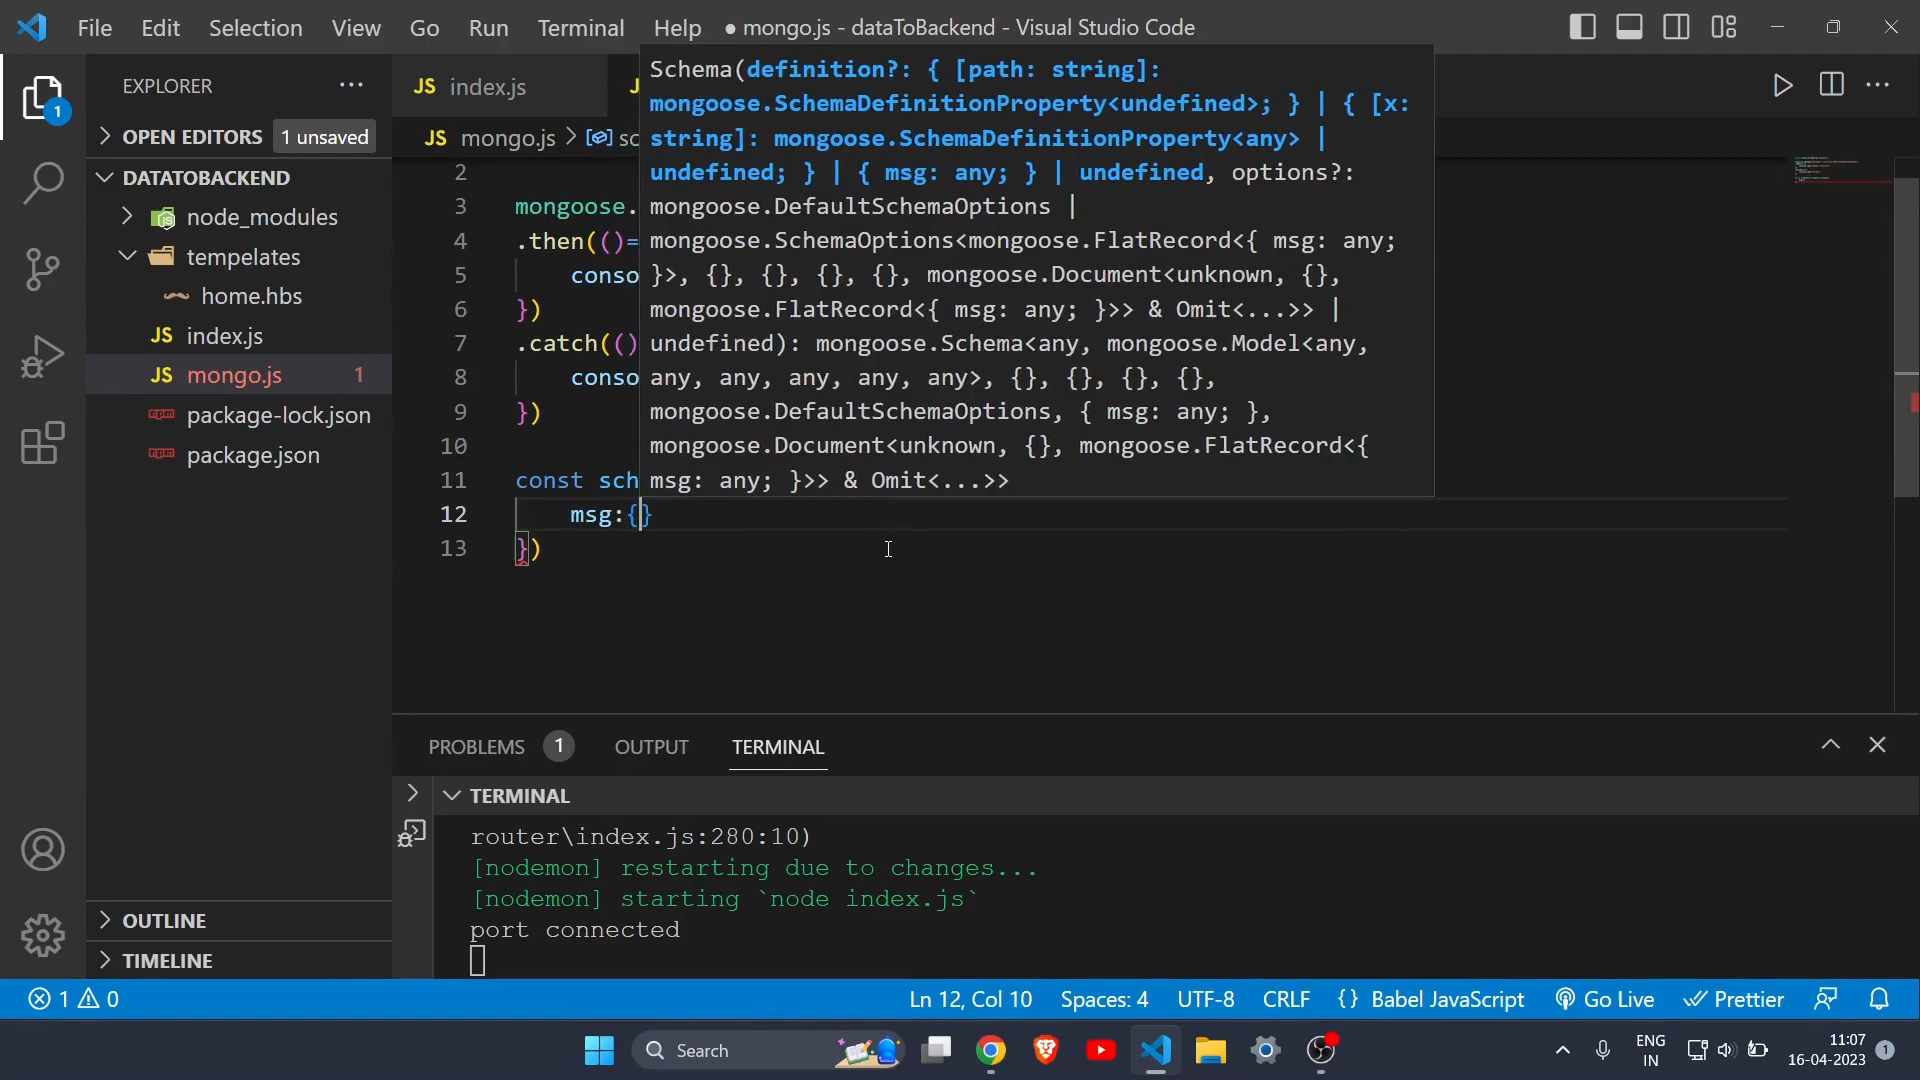 File Edit Selection View Go Run Terminal Help ● mongo.js - dataToBackend - Visual Studio Code
EXPLORER ...
OPEN EDITORS 1 unsaved
DATATOBACKEND
node_modules
tempelates
home.hbs
JS index.js
JS mongo.js 1
package-lock.json
package.json
OUTLINE
TIMELINE
1
JS index.js
JS mongo.js > sc
Schema(definition?: { [path: string]:
mongoose.SchemaDefinitionProperty<undefined>; } | { [x:
string]: mongoose.SchemaDefinitionProperty<any> |
undefined; } | { msg: any; } | undefined, options?:
mongoose.DefaultSchemaOptions |
mongoose.SchemaOptions<mongoose.FlatRecord<{ msg: any;
}>, {}, {}, {}, {}, mongoose.Document<unknown, {},
mongoose.FlatRecord<{ msg: any; }>> & Omit<...>> |
undefined): mongoose.Schema<any, mongoose.Model<any,
any, any, any, any, any>, {}, {}, {}, {},
mongoose.DefaultSchemaOptions, { msg: any; },
mongoose.Document<unknown, {}, mongoose.FlatRecord<{
msg: any; }>> & Omit<...>>
2
3 mongoose.
4 .then(()=
5 conso
6 })
7 .catch(()
8 conso
9 })
10
11 const sch
12 msg:{}
13 })
PROBLEMS 1 OUTPUT TERMINAL
TERMINAL
router\index.js:280:10)
[nodemon] restarting due to changes...
[nodemon] starting `node index.js`
port connected
1 0 Ln 12, Col 10 Spaces: 4 UTF-8 CRLF {} Babel JavaScript Go Live Prettier
Search ENG 11:07
IN 16-04-2023 1